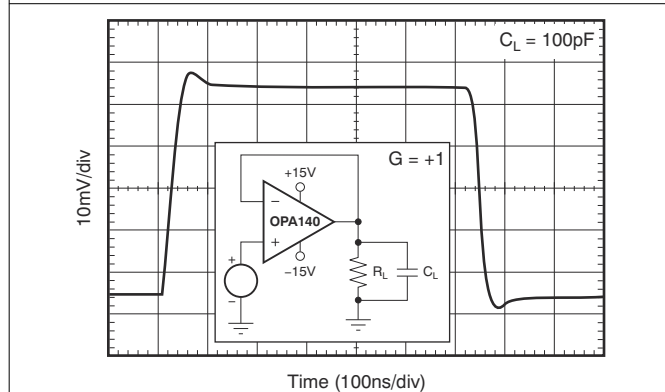 C_L = 100pF
10mV/div
G = +1
+15V
−
OPA140
+
+
−15V
R_L
C_L
−
Time (100ns/div)